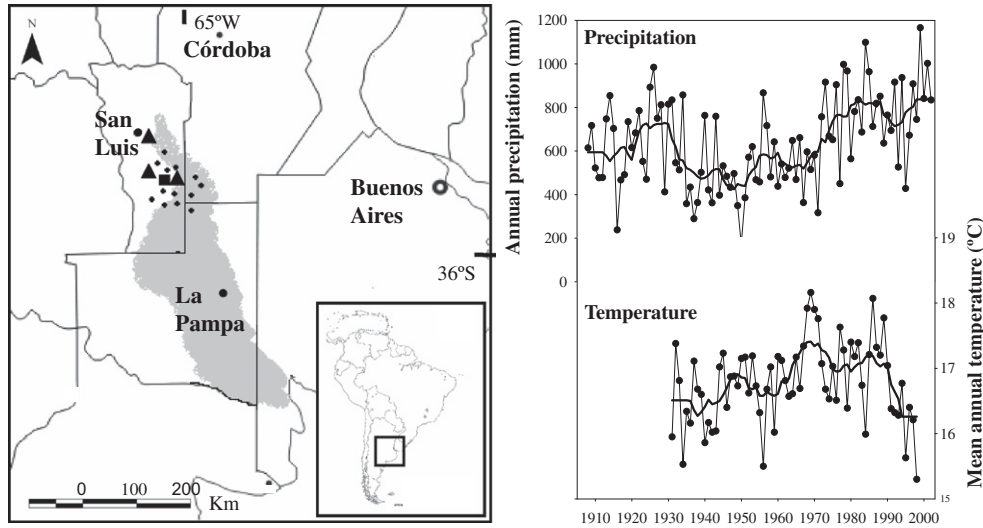 N
65ºW
Córdoba
San
Luis
Buenos
Aires
36ºS
La
Pampa
0 100 200 Km
Precipitation
Annual precipitation (mm)
1200
1000
800
600
400
200
0
Temperature
Mean annual temperature (ºC)
19
18
17
16
15
1910 1920 1930 1940 1950 1960 1970 1980 1990 2000